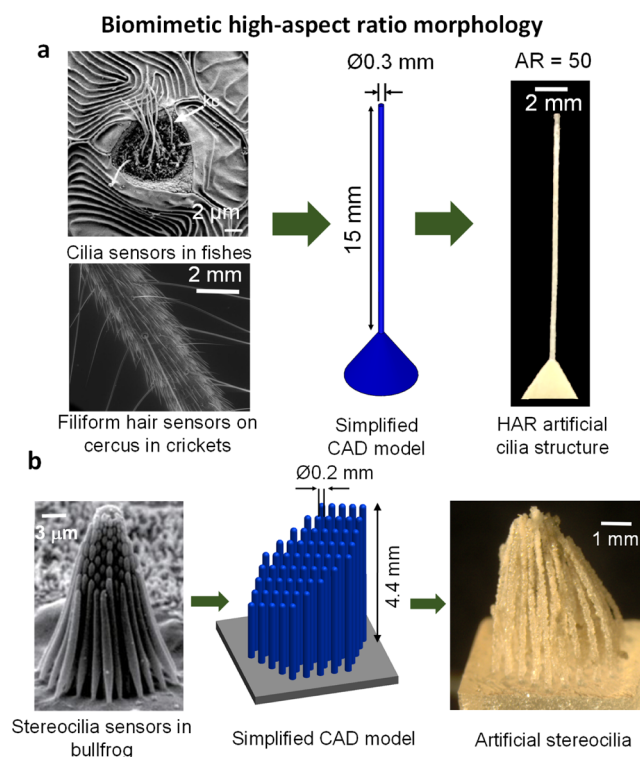 Biomimetic high-aspect ratio morphology
a
Ø0.3 mm
AR = 50
2 mm
kc
2 µm
15 mm
Cilia sensors in fishes
2 mm
Filiform hair sensors on
cercus in crickets
Simplified
CAD model
HAR artificial
cilia structure
b
Ø0.2 mm
3 µm
4.4 mm
1 mm
Stereocilia sensors in
bullfrog
Simplified CAD model
Artificial stereocilia